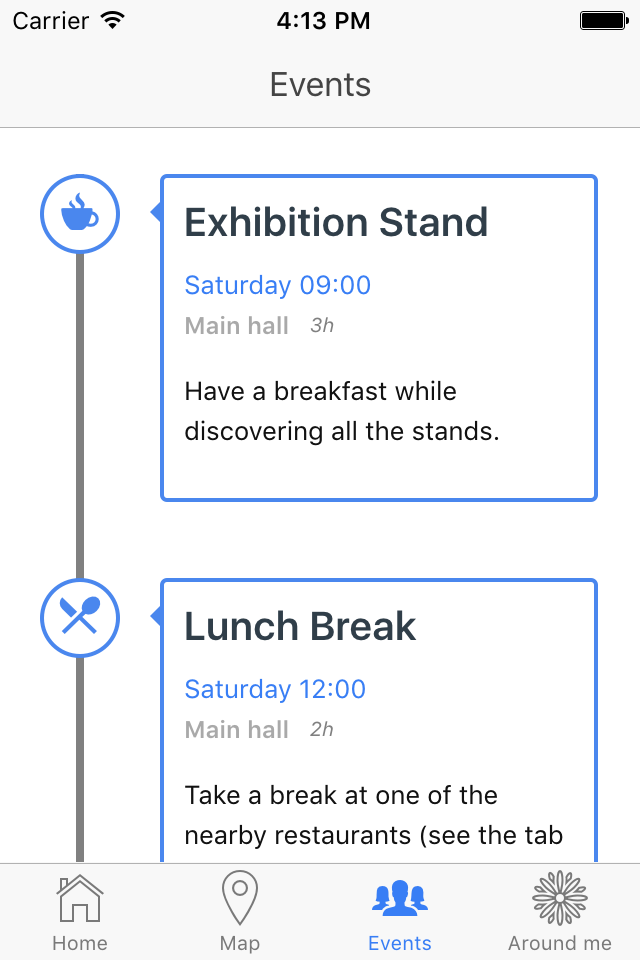 Carrier 4:13 PM
Events
Exhibition Stand
Saturday 09:00
Main hall 3h
Have a breakfast while
discovering all the stands.
Lunch Break
Saturday 12:00
Main hall 2h
Take a break at one of the
nearby restaurants (see the tab
Home Map Events Around me